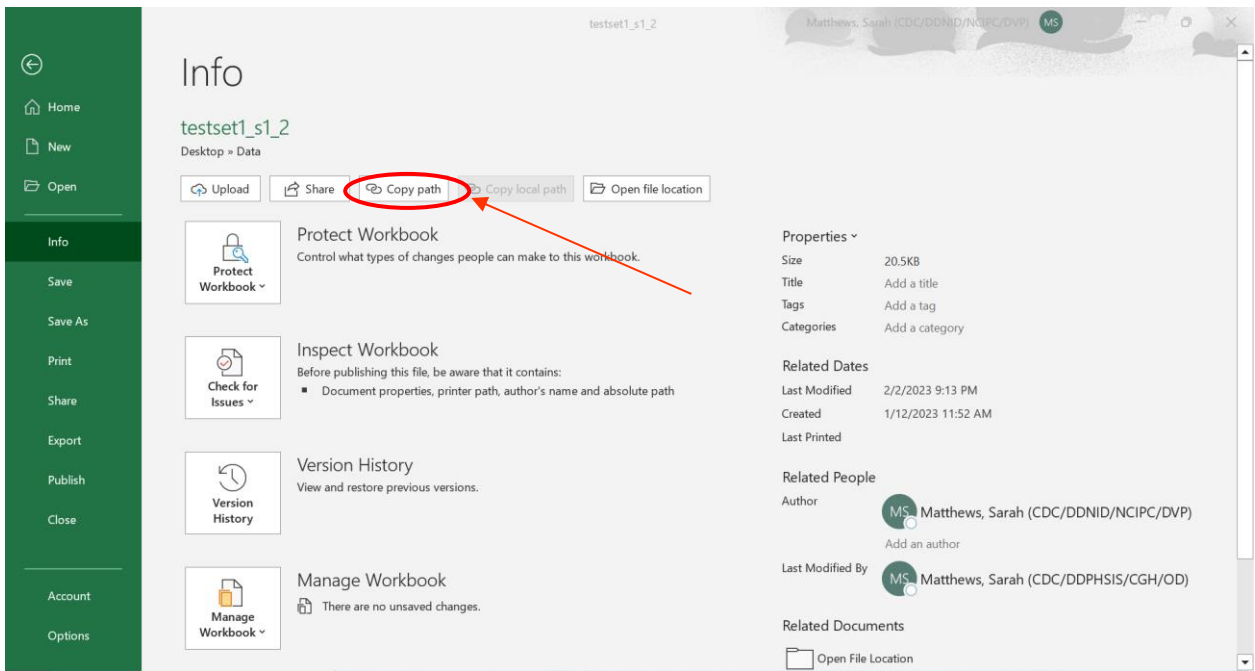 testset1_s1_2
Matthews, Sarah (CDC/DDNID/NCIPC/DVP)
MS
Info
Home
New
Open
Info
Save
Save As
Print
Share
Export
Publish
Close
Account
Options
testset1_s1_2
Desktop » Data
Upload
Share
Copy path
Copy local path
Open file location
Protect
Workbook
Protect Workbook
Control what types of changes people can make to this workbook.
Check for
Issues
Inspect Workbook
Before publishing this file, be aware that it contains:
Document properties, printer path, author's name and absolute path
Version
History
Version History
View and restore previous versions.
Manage
Workbook
Manage Workbook
There are no unsaved changes.
Properties
Size 20.5KB
Title Add a title
Tags Add a tag
Categories Add a category
Related Dates
Last Modified 2/2/2023 9:13 PM
Created 1/12/2023 11:52 AM
Last Printed
Related People
Author MS Matthews, Sarah (CDC/DDNID/NCIPC/DVP)
Add an author
Last Modified By MS Matthews, Sarah (CDC/DDPHSIS/CGH/OD)
Related Documents
Open File Location